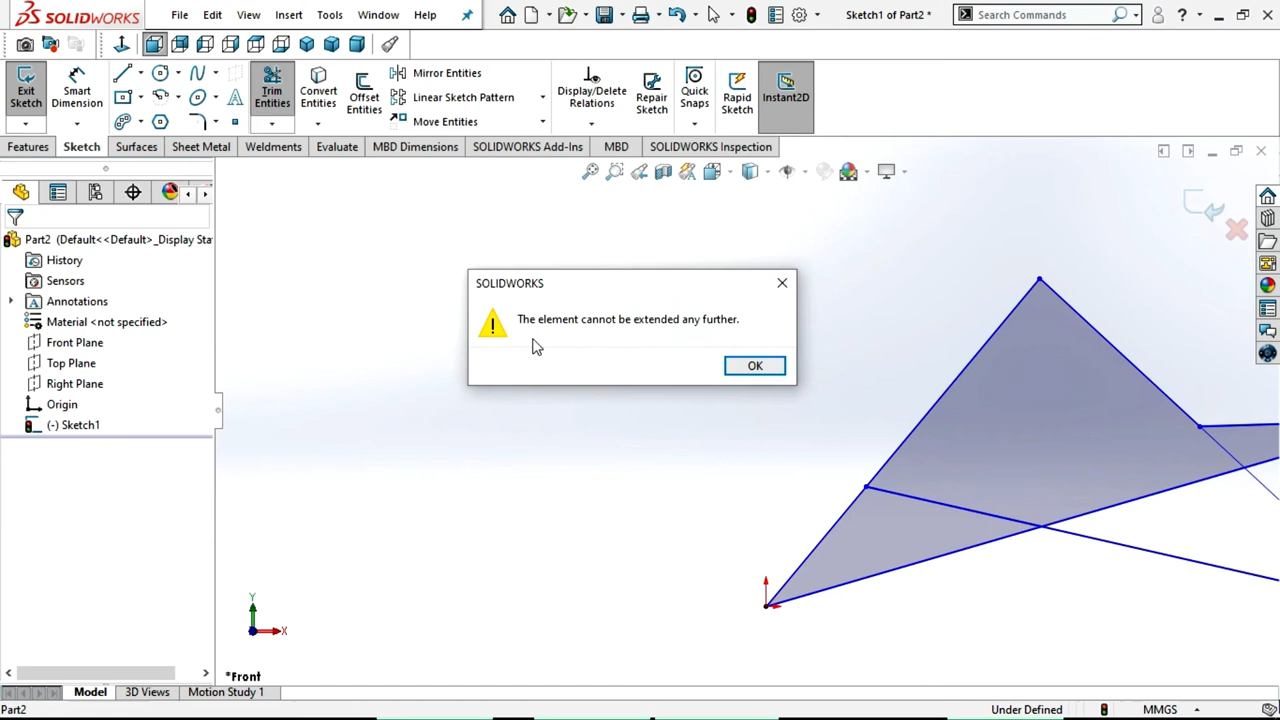 SOLIDWORKS
File Edit View Insert Tools Window Help
Sketch1 of Part2 *
Search Commands
?
Exit Sketch
Smart Dimension
Trim Entities
Convert Entities
Offset Entities
Mirror Entities
Linear Sketch Pattern
Move Entities
Display/Delete Relations
Repair Sketch
Quick Snaps
Rapid Sketch
Instant2D
Features Sketch Surfaces Sheet Metal Weldments Evaluate MBD Dimensions SOLIDWORKS Add-Ins MBD SOLIDWORKS Inspection
Part2 (Default<<Default>_Display Sta
History
Sensors
Annotations
Material <not specified>
Front Plane
Top Plane
Right Plane
Origin
(-) Sketch1
SOLIDWORKS
The element cannot be extended any further.
OK
Y
X
*Front
Model 3D Views Motion Study 1
Part2 Under Defined MMGS